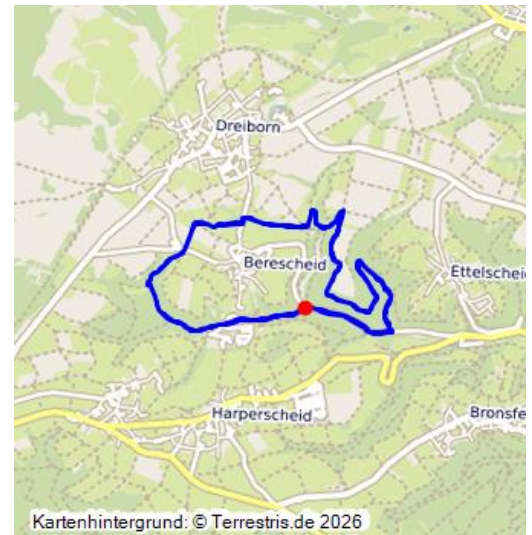 Dreiborn
Berescheid
Ettelscheid
Harperscheid
Bronsfe
Kartenhintergrund: © Terrestris.de 2026